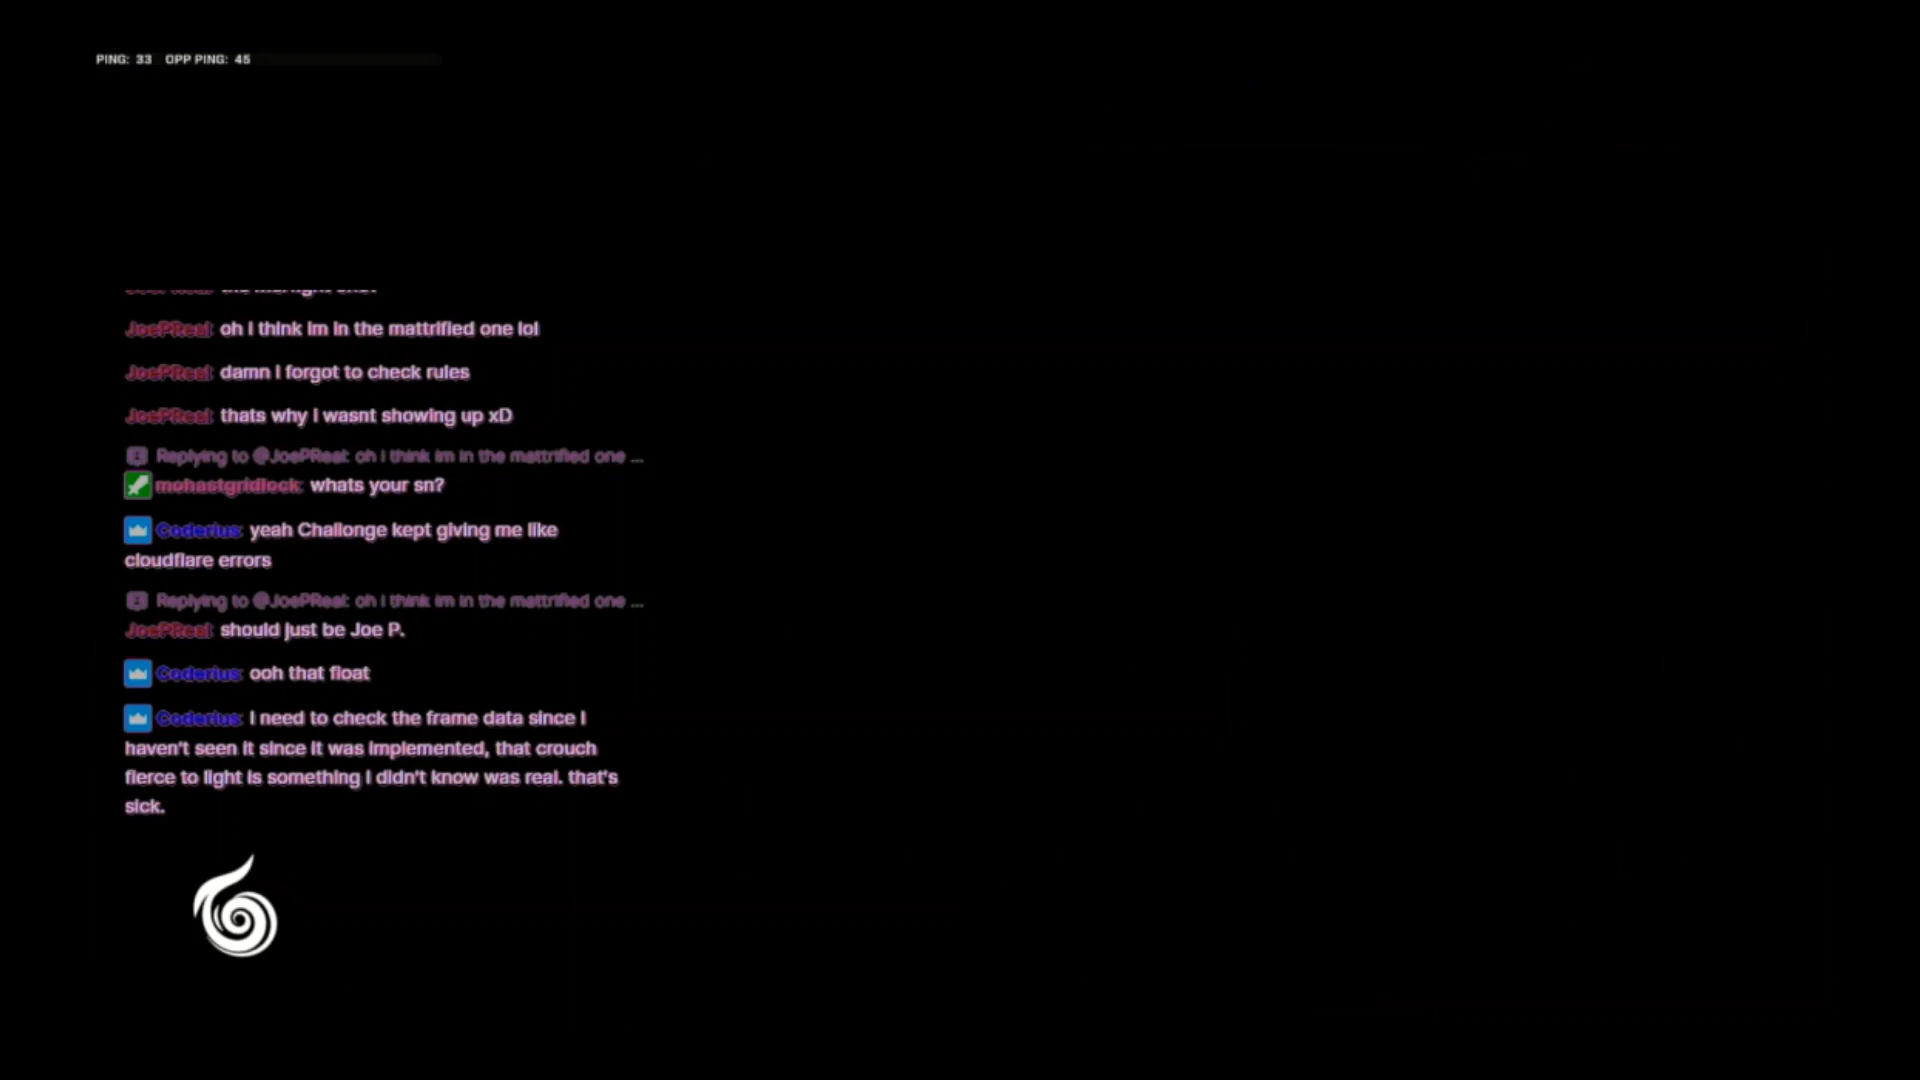 PING: 33 OPP PING: 45
JoePReal: oh i think im in the mattrified one lol
JoePReal: damn I forgot to check rules
JoePReal: thats why i wasnt showing up xD
Replying to @JoePReal: oh i think im in the mattrified one ...
mohastgridlock: whats your sn?
Coderius: yeah Challonge kept giving me like
cloudflare errors
Replying to @JoePReal: oh i think im in the mattrified one ...
JoePReal: should just be Joe P.
Coderius: ooh that float
Coderius: I need to check the frame data since I
haven't seen it since it was implemented, that crouch
fierce to light is something I didn't know was real. that's
sick.